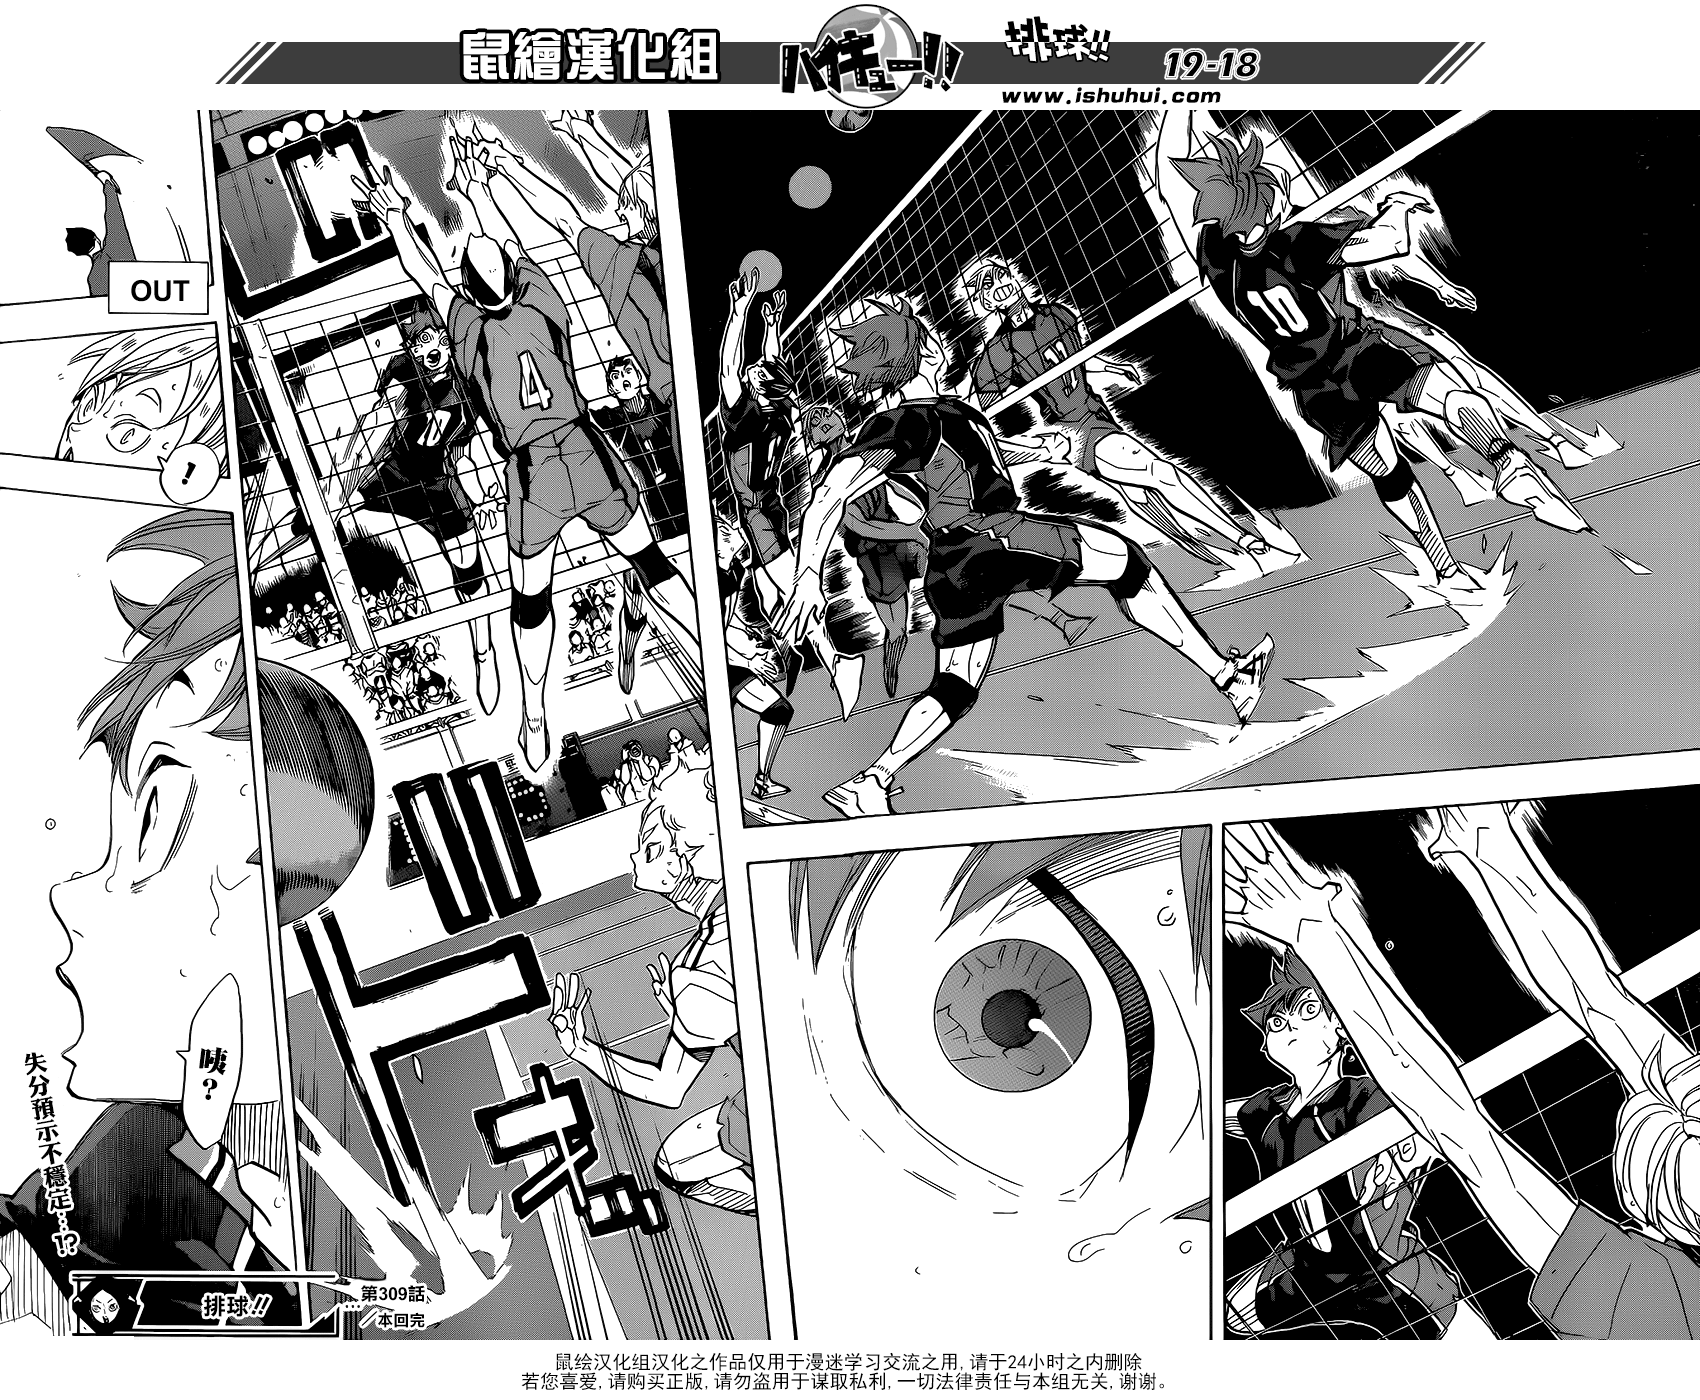 鼠繪漢化組
ハイキュー!!
排球!!
19-18
www.ishuhui.com
10
11
10
4
10
OUT
!
咦?
失分預示不穩定…!?
排球!!
第309話
…／本回完
鼠绘汉化组汉化之作品仅用于漫迷学习交流之用,请于24小时之内删除
若您喜爱,请购买正版,请勿盗用于谋取私利,一切法律责任与本组无关,谢谢。